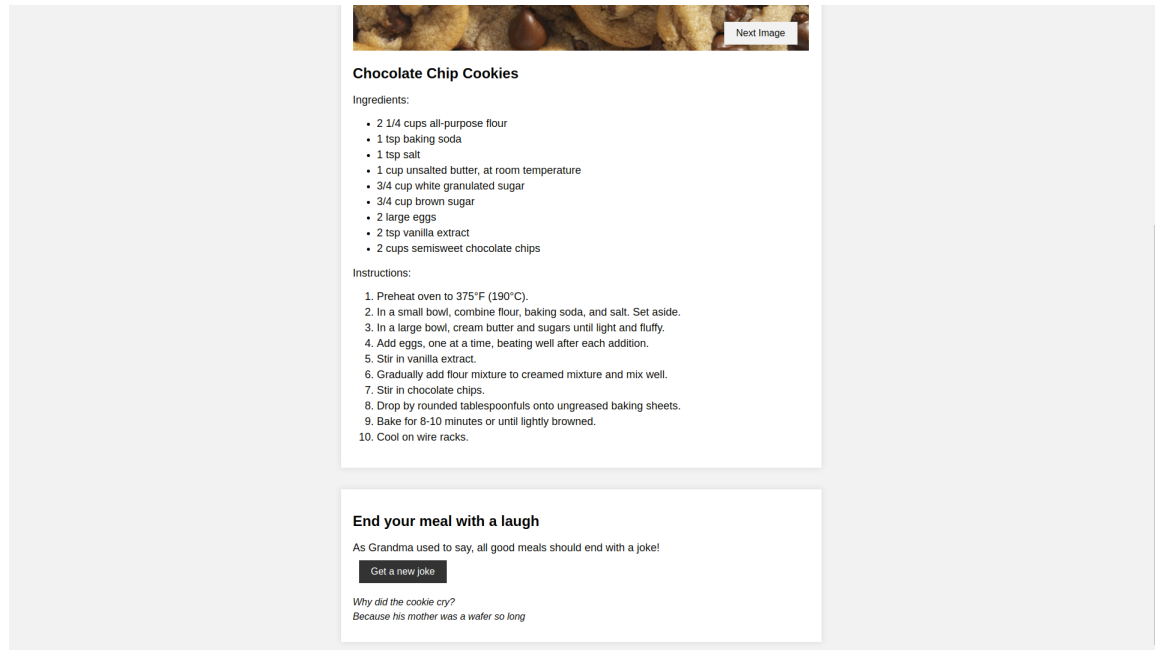 Next Image
Chocolate Chip Cookies
Ingredients:
• 2 1/4 cups all-purpose flour
• 1 tsp baking soda
• 1 tsp salt
• 1 cup unsalted butter, at room temperature
• 3/4 cup white granulated sugar
• 3/4 cup brown sugar
• 2 large eggs
• 2 tsp vanilla extract
• 2 cups semisweet chocolate chips
Instructions:
1. Preheat oven to 375°F (190°C).
2. In a small bowl, combine flour, baking soda, and salt. Set aside.
3. In a large bowl, cream butter and sugars until light and fluffy.
4. Add eggs, one at a time, beating well after each addition.
5. Stir in vanilla extract.
6. Gradually add flour mixture to creamed mixture and mix well.
7. Stir in chocolate chips.
8. Drop by rounded tablespoonfuls onto ungreased baking sheets.
9. Bake for 8-10 minutes or until lightly browned.
10. Cool on wire racks.
End your meal with a laugh
As Grandma used to say, all good meals should end with a joke!
Get a new joke
Why did the cookie cry?
Because his mother was a wafer so long